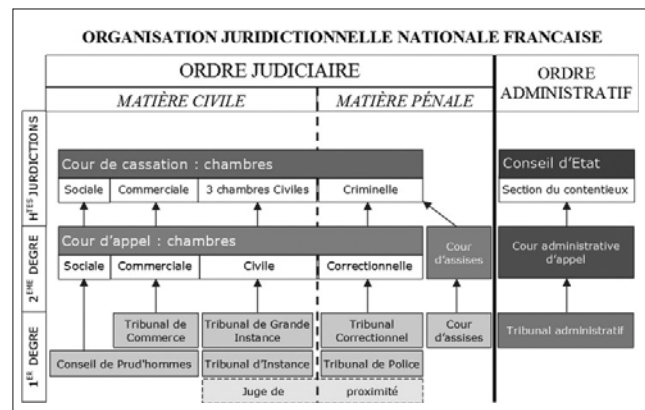 ORGANISATION JURIDICTIONNELLE NATIONALE FRANCAISE
ORDRE JUDICIAIRE
ORDRE
ADMINISTRATIF
MATIÈRE CIVILE
MATIÈRE PÉNALE
HTES JURDICTIONS
Cour de cassation : chambres
Sociale
Commerciale
3 chambres Civiles
Criminelle
Conseil d'Etat
Section du contentieux
2EME DEGRE
Cour d'appel : chambres
Sociale
Commerciale
Civile
Correctionnelle
Cour
d'assises
Cour administrative
d'appel
1ER DEGRE
Tribunal de
Commerce
Tribunal de Grande
Instance
Tribunal
Correctionnel
Cour
d'assises
Tribunal administratif
Conseil de Prud'hommes
Tribunal d'Instance
Tribunal de Police
Juge de
proximité